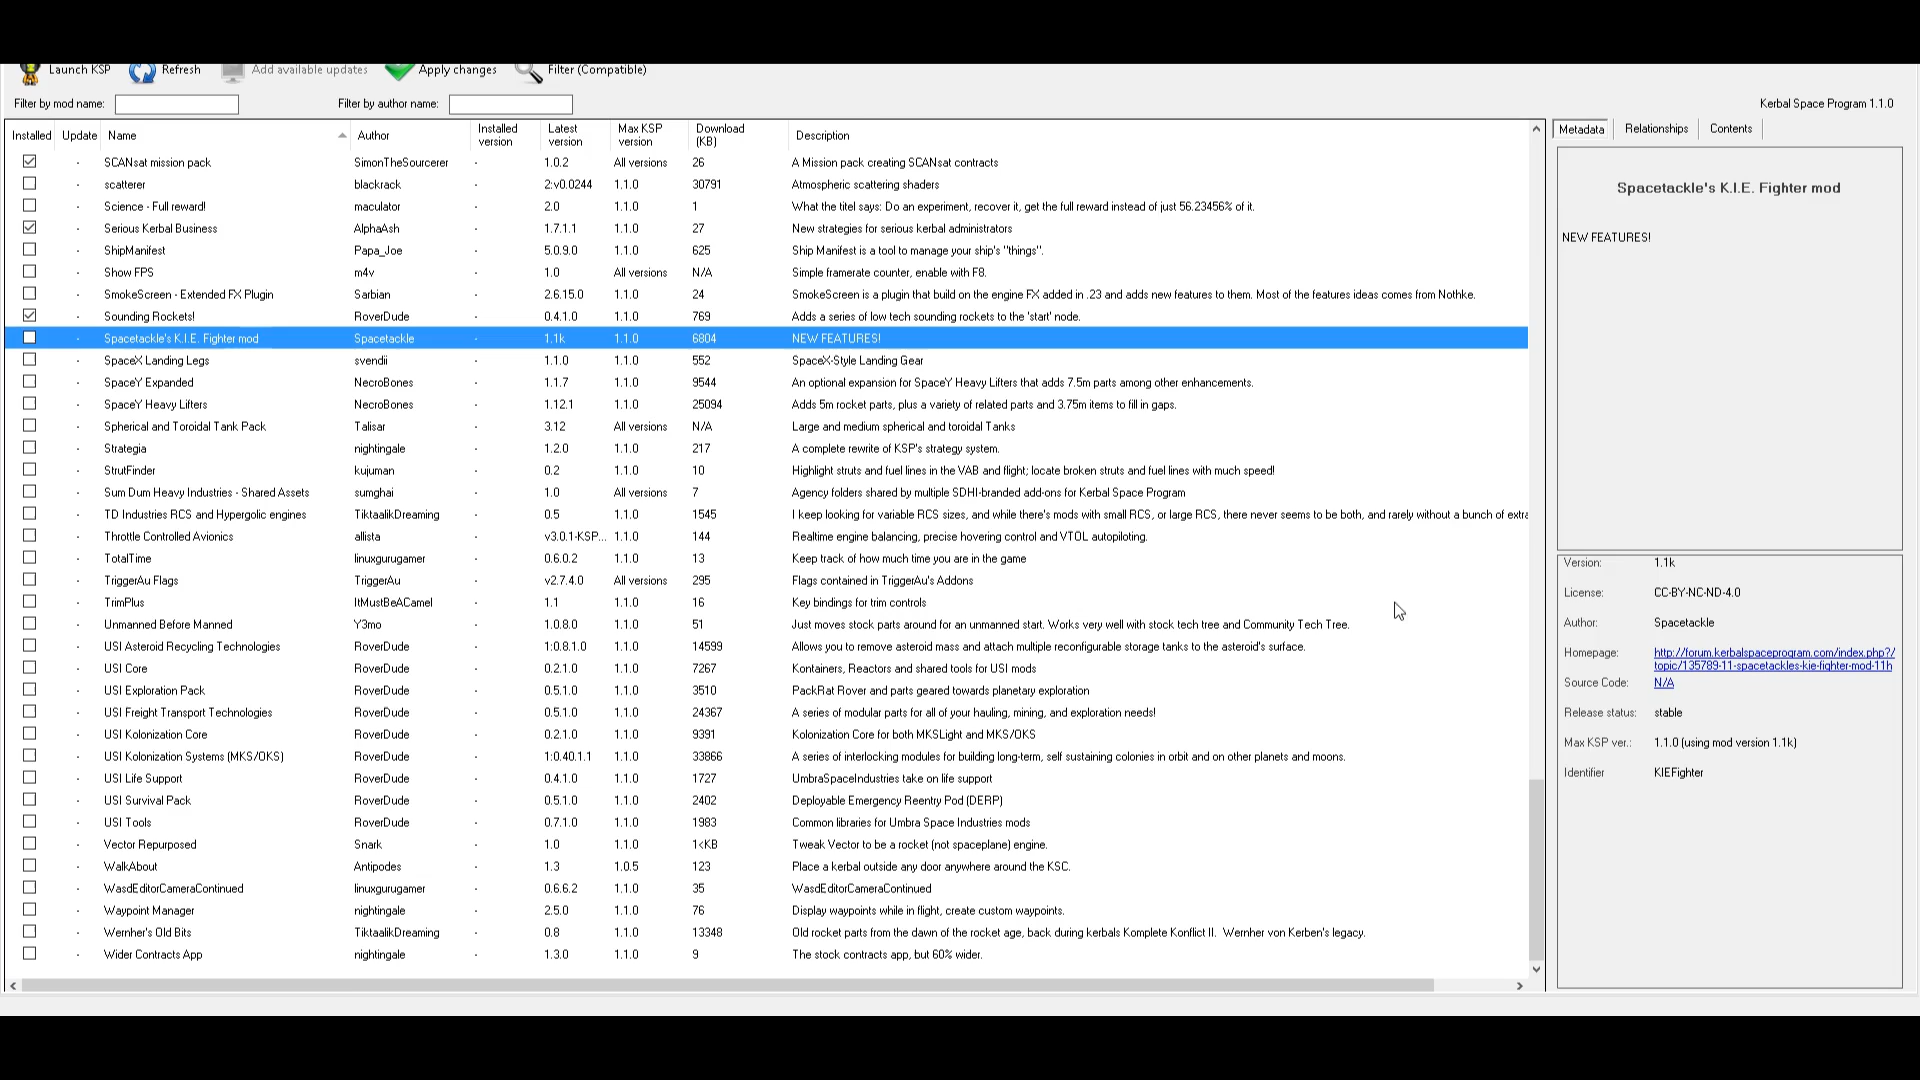 Launch KSP Refresh Add available updates Apply changes Filter (Compatible)
Filter by mod name: Filter by author name: Kerbal Space Program 1.1.0
Installed Update Name Author Installed version Latest version Max KSP version Download (KB) Description
SCANsat mission pack SimonTheSourcerer - 1.0.2 All versions 26 A Mission pack creating SCANsat contracts
scatterer blackrack - 2:v0.0244 1.1.0 30791 Atmospheric scattering shaders
Science - Full reward! maculator - 2.0 1.1.0 1 What the titel says: Do an experiment, recover it, get the full reward instead of just 56.23456% of it.
Serious Kerbal Business AlphaAsh - 1.7.1.1 1.1.0 27 New strategies for serious kerbal administrators
ShipManifest Papa_Joe - 5.0.9.0 1.1.0 625 Ship Manifest is a tool to manage your ship's "things".
Show FPS m4v - 1.0 All versions N/A Simple framerate counter, enable with F8.
SmokeScreen - Extended FX Plugin Sarbian - 2.6.15.0 1.1.0 24 SmokeScreen is a plugin that build on the engine FX added in .23 and adds new features to them. Most of the features ideas comes from Nothke.
Sounding Rockets! RoverDude - 0.4.1.0 1.1.0 769 Adds a series of low tech sounding rockets to the 'start' node.
Spacetackle's K.I.E. Fighter mod Spacetackle - 1.1k 1.1.0 6804 NEW FEATURES!
SpaceX Landing Legs svendii - 1.1.0 1.1.0 552 SpaceX-Style Landing Gear
SpaceY Expanded NecroBones - 1.1.7 1.1.0 9544 An optional expansion for SpaceY Heavy Lifters that adds 7.5m parts among other enhancements.
SpaceY Heavy Lifters NecroBones - 1.12.1 1.1.0 25094 Adds 5m rocket parts, plus a variety of related parts and 3.75m items to fill in gaps.
Spherical and Toroidal Tank Pack Talisar - 3.12 All versions N/A Large and medium spherical and toroidal Tanks
Strategia nightingale - 1.2.0 1.1.0 217 A complete rewrite of KSP's strategy system.
StrutFinder kujuman - 0.2 1.1.0 10 Highlight struts and fuel lines in the VAB and flight; locate broken struts and fuel lines with much speed!
Sum Dum Heavy Industries - Shared Assets sumghai - 1.0 All versions 7 Agency folders shared by multiple SDHI-branded add-ons for Kerbal Space Program
TD Industries RCS and Hypergolic engines TiktaalikDreaming - 0.5 1.1.0 1545 I keep looking for variable RCS sizes, and while there's mods with small RCS, or large RCS, there never seems to be both, and rarely without a bunch of extra
Throttle Controlled Avionics allista - v3.0.1-KSP... 1.1.0 144 Realtime engine balancing, precise hovering control and VTOL autopiloting.
TotalTime linuxgurugamer - 0.6.0.2 1.1.0 13 Keep track of how much time you are in the game
TriggerAu Flags TriggerAu - v2.7.4.0 All versions 295 Flags contained in TriggerAu's Addons
TrimPlus ItMustBeACamel - 1.1 1.1.0 16 Key bindings for trim controls
Unmanned Before Manned Y3mo - 1.0.8.0 1.1.0 51 Just moves stock parts around for an unmanned start. Works very well with stock tech tree and Community Tech Tree.
USI Asteroid Recycling Technologies RoverDude - 1:0.8.1.0 1.1.0 14599 Allows you to remove asteroid mass and attach multiple reconfigurable storage tanks to the asteroid's surface.
USI Core RoverDude - 0.2.1.0 1.1.0 7267 Kontainers, Reactors and shared tools for USI mods
USI Exploration Pack RoverDude - 0.5.1.0 1.1.0 3510 PackRat Rover and parts geared towards planetary exploration
USI Freight Transport Technologies RoverDude - 0.5.1.0 1.1.0 24367 A series of modular parts for all of your hauling, mining, and exploration needs!
USI Kolonization Core RoverDude - 0.2.1.0 1.1.0 9391 Kolonization Core for both MKSLight and MKS/OKS
USI Kolonization Systems (MKS/OKS) RoverDude - 1:0.40.1.1 1.1.0 33866 A series of interlocking modules for building long-term, self sustaining colonies in orbit and on other planets and moons.
USI Life Support RoverDude - 0.4.1.0 1.1.0 1727 UmbraSpaceIndustries take on life support
USI Survival Pack RoverDude - 0.5.1.0 1.1.0 2402 Deployable Emergency Reentry Pod (DERP)
USI Tools RoverDude - 0.7.1.0 1.1.0 1983 Common libraries for Umbra Space Industries mods
Vector Repurposed Snark - 1.0 1.1.0 1<KB Tweak Vector to be a rocket (not spaceplane) engine.
WalkAbout Antipodes - 1.3 1.0.5 123 Place a kerbal outside any door anywhere around the KSC.
WasdEditorCameraContinued linuxgurugamer - 0.6.6.2 1.1.0 35 WasdEditorCameraContinued
Waypoint Manager nightingale - 2.5.0 1.1.0 76 Display waypoints while in flight, create custom waypoints.
Wernher's Old Bits TiktaalikDreaming - 0.8 1.1.0 13348 Old rocket parts from the dawn of the rocket age, back during kerbals Komplete Konflict II. Wernher von Kerben's legacy.
Wider Contracts App nightingale - 1.3.0 1.1.0 9 The stock contracts app, but 60% wider.
Metadata Relationships Contents
Spacetackle's K.I.E. Fighter mod
NEW FEATURES!
Version: 1.1k
License: CC-BY-NC-ND-4.0
Author: Spacetackle
Homepage: http://forum.kerbalspaceprogram.com/index.php?/
topic/135789-11-spacetackles-kie-fighter-mod-11h
Source Code: N/A
Release status: stable
Max KSP ver.: 1.1.0 (using mod version 1.1k)
Identifier KIEFighter